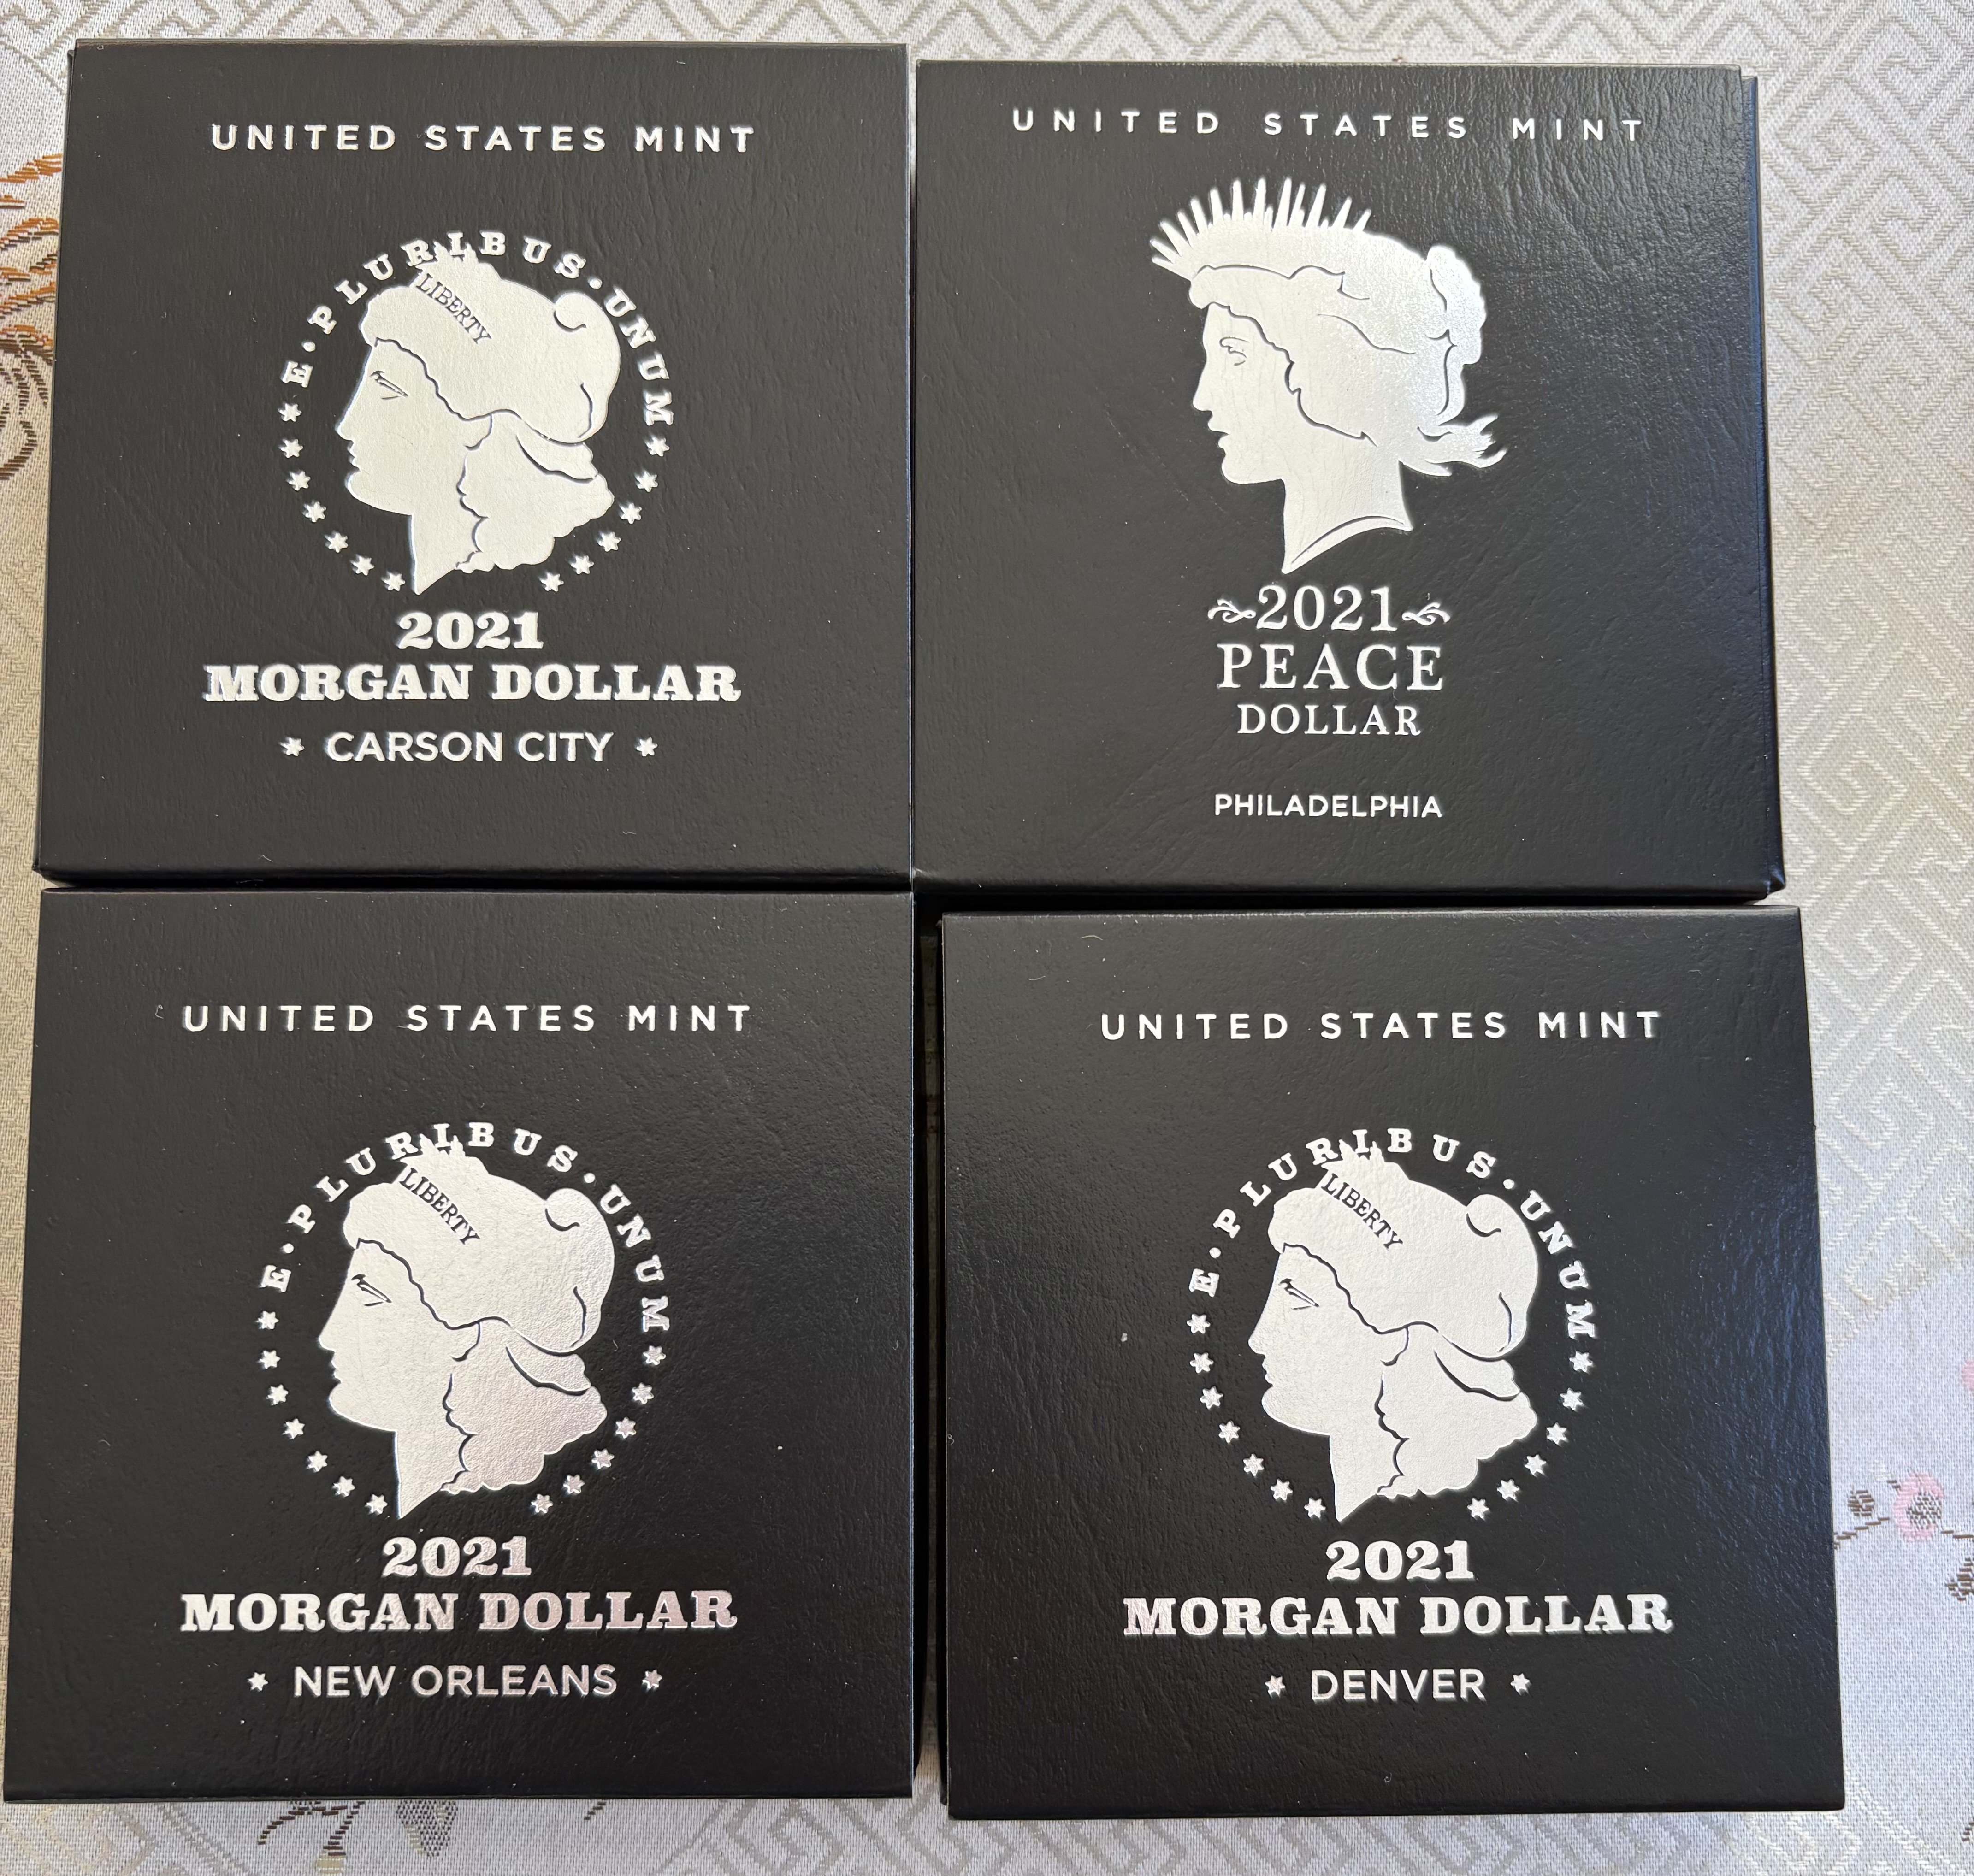 UNITED STATES MINT
E · PLURIBUS · UNUM
LIBERTY
2021
MORGAN DOLLAR
CARSON CITY
UNITED STATES MINT
2021
PEACE
DOLLAR
PHILADELPHIA
UNITED STATES MINT
E · PLURIBUS · UNUM
LIBERTY
2021
MORGAN DOLLAR
NEW ORLEANS
UNITED STATES MINT
E · PLURIBUS · UNUM
LIBERTY
2021
MORGAN DOLLAR
DENVER